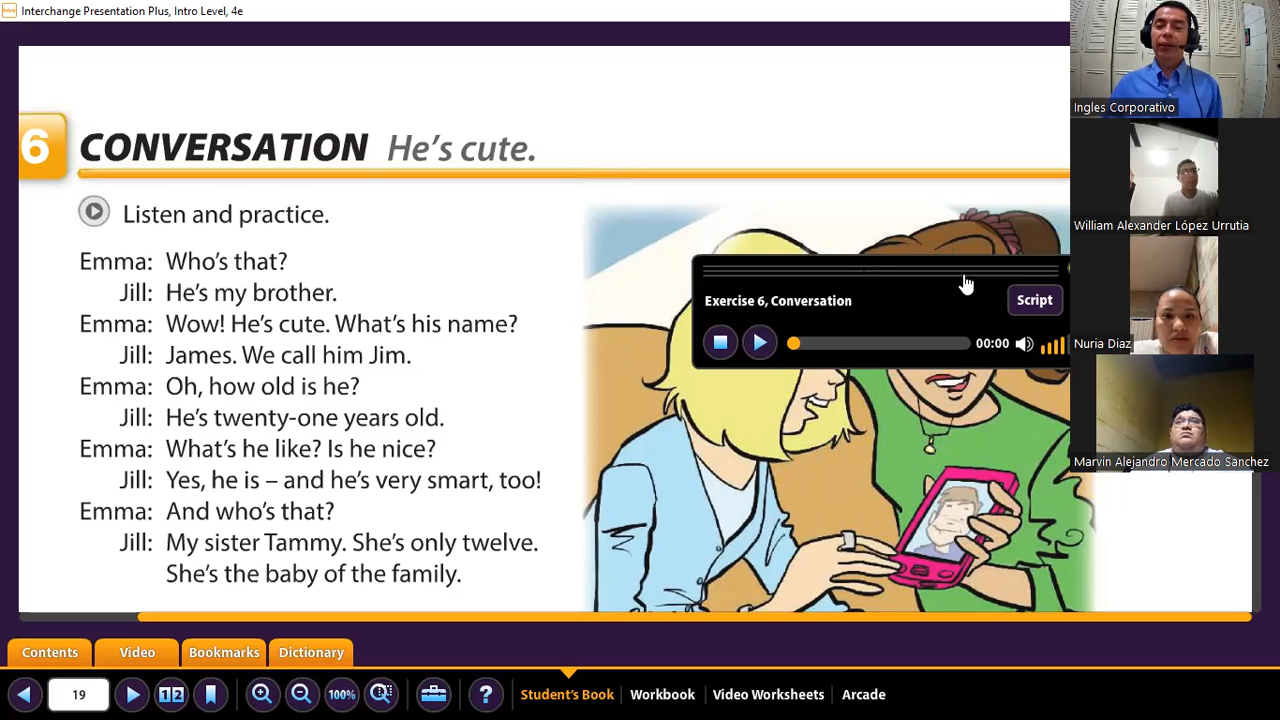 Interchange Presentation Plus, Intro Level, 4e
6 CONVERSATION He's cute.
Listen and practice.
Emma: Who's that?
Jill: He's my brother.
Emma: Wow! He's cute. What's his name?
Jill: James. We call him Jim.
Emma: Oh, how old is he?
Jill: He's twenty-one years old.
Emma: What's he like? Is he nice?
Jill: Yes, he is – and he's very smart, too!
Emma: And who's that?
Jill: My sister Tammy. She's only twelve.
She's the baby of the family.
Exercise 6, Conversation
Script
00:00
Ingles Corporativo
William Alexander López Urrutia
Nuria Diaz
Marvin Alejandro Mercado Sanchez
Contents Video Bookmarks Dictionary
19 1 2 100% ? Student's Book Workbook Video Worksheets Arcade